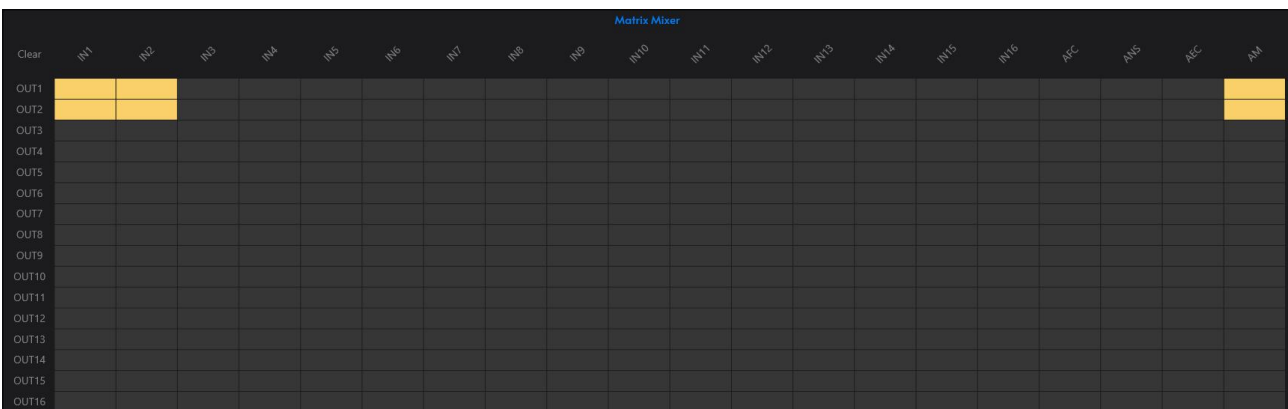 Matrix Mixer
Clear IN1 IN2 IN3 IN4 IN5 IN6 IN7 IN8 IN9 IN10 IN11 IN12 IN13 IN14 IN15 IN16 AFC ANS AEC AM
OUT1
OUT2
OUT3
OUT4
OUT5
OUT6
OUT7
OUT8
OUT9
OUT10
OUT11
OUT12
OUT13
OUT14
OUT15
OUT16